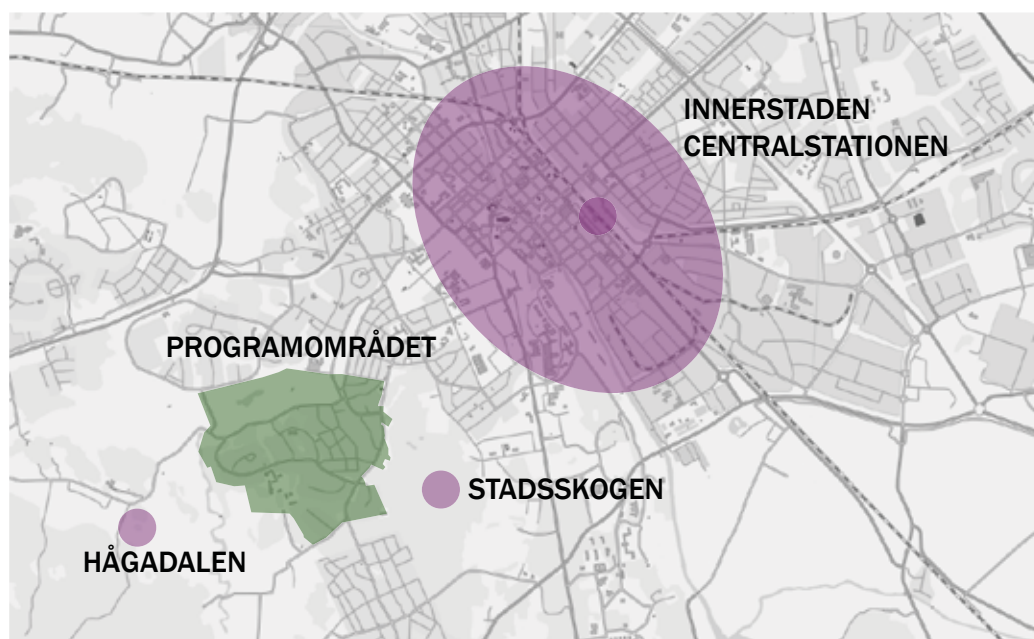 INNERSTADEN
CENTRALSTATIONEN
PROGRAMOMRÅDET
STADSSKOGEN
HÅGADALEN